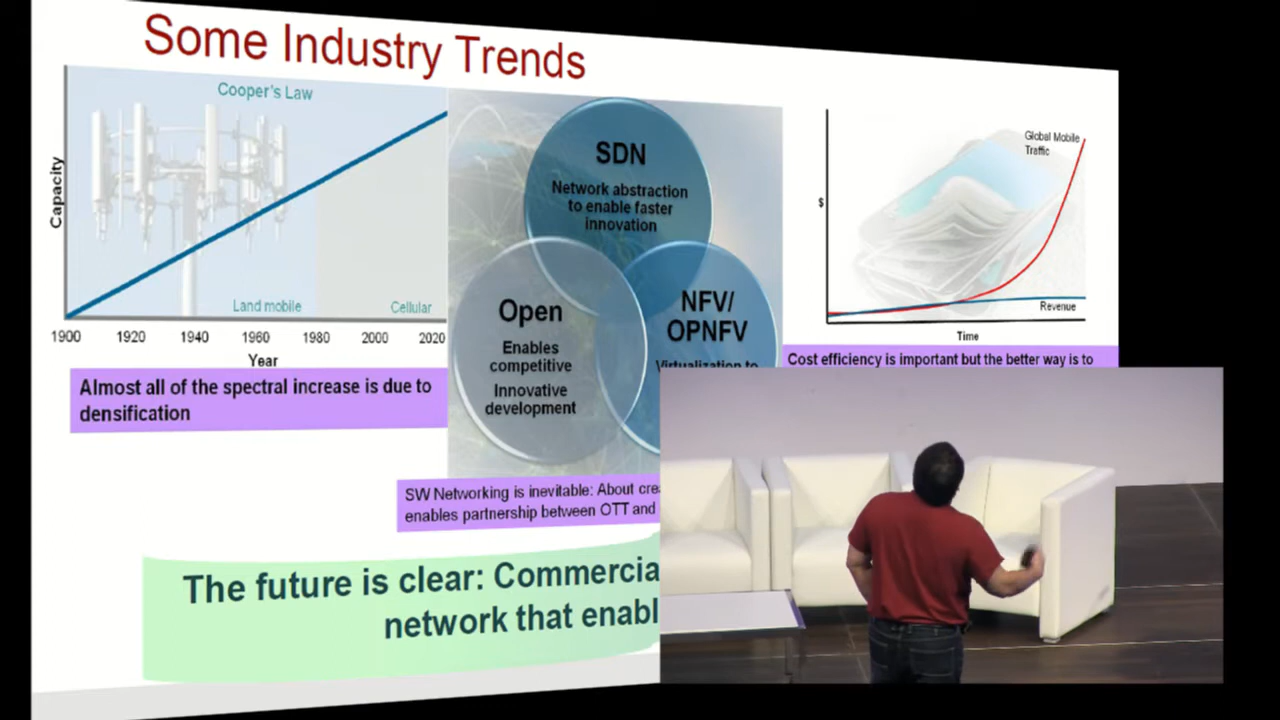 Some Industry Trends
Cooper's Law
Capacity
Land mobile
Cellular
1900 1920 1940 1960 1980 2000 2020
Year
Almost all of the spectral increase is due to
densification
SDN
Network abstraction
to enable faster
innovation
Open
Enables
competitive
Innovative
development
NFV/
OPNFV
Virtualization to
SW Networking is inevitable: About
enables partnership between OTT and
Global Mobile
Traffic
$
Revenue
Time
Cost efficiency is important but the better way is to
The future is clear:
network that